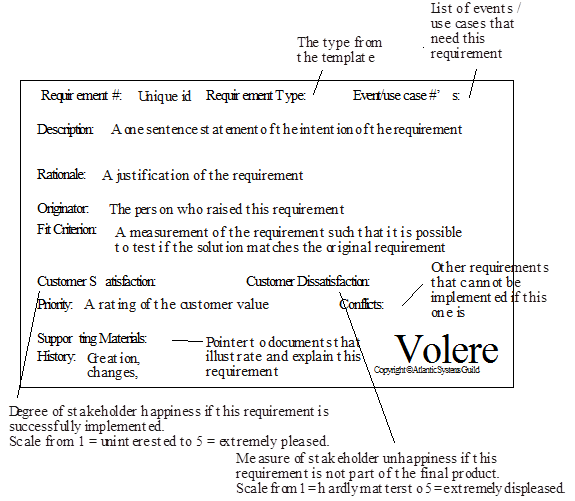 List of events /
use cases that
need this
requirement
The type from
the template
Requirement #: Unique id Requirement Type: Event/use case #’s:
Description: A one sentence statement of the intention of the requirement
Rationale: A justification of the requirement
Originator: The person who raised this requirement
Fit Criterion: A measurement of the requirement such that it is possible
to test if the solution matches the original requirement
Other requirements
that cannot be
implemented if this
one is
Customer Satisfaction: Customer Dissatisfaction:
Priority: A rating of the customer value Conflicts:
Supporting Materials: Pointer to documents that
illustrate and explain this
requirement
History: Creation,
changes,
Volere
Copyright © Atlantic Systems Guild
Degree of stakeholder happiness if this requirement is
successfully implemented.
Scale from 1 = uninterested to 5 = extremely pleased.
Measure of stakeholder unhappiness if this
requirement is not part of the final product.
Scale from 1 = hardly matters to 5 = extremely displeased.